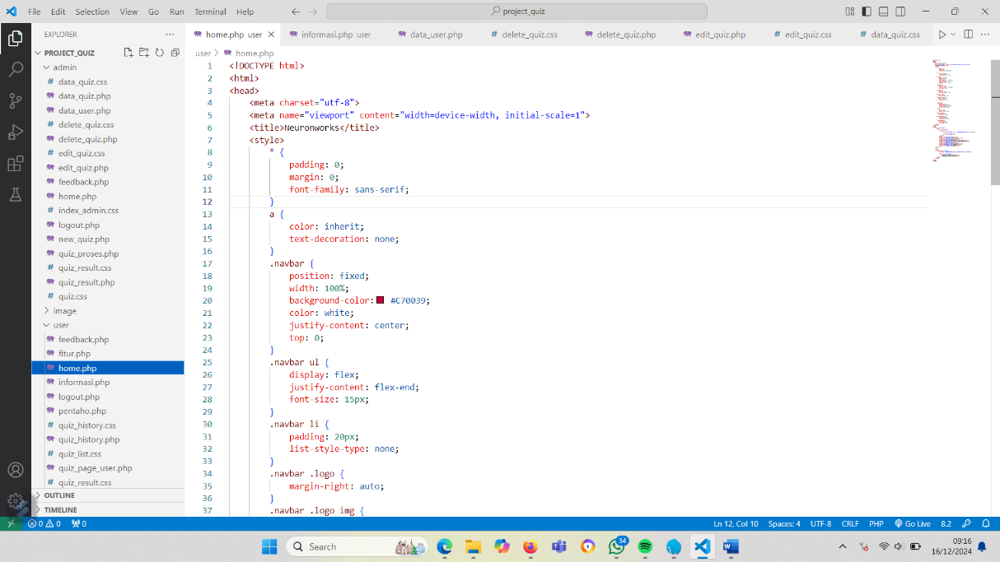 File Edit Selection View Go Run Terminal Help
project_quiz
EXPLORER
home.php user
informasi.php user
data_user.php
delete_quiz.css
delete_quiz.php
edit_quiz.php
edit_quiz.css
data_quiz.css
PROJECT_QUIZ
user > home.php
admin
data_quiz.css
data_quiz.php
data_user.php
delete_quiz.css
delete_quiz.php
edit_quiz.css
edit_quiz.php
feedback.php
home.php
index_admin.css
logout.php
new_quiz.php
quiz_proses.php
quiz_result.css
quiz_result.php
quiz.css
image
user
feedback.php
fitur.php
home.php
informasi.php
logout.php
pentaho.php
quiz_history.css
quiz_history.php
quiz_list.css
quiz_page_user.php
quiz_result.css
OUTLINE
TIMELINE
1 <!DOCTYPE html>
2 <html>
3 <head>
4 <meta charset="utf-8">
5 <meta name="viewport" content="width=device-width, initial-scale=1">
6 <title>Neuronworks</title>
7 <style>
8 * {
9 padding: 0;
10 margin: 0;
11 font-family: sans-serif;
12 }
13 a {
14 color: inherit;
15 text-decoration: none;
16 }
17 .navbar {
18 position: fixed;
19 width: 100%;
20 background-color: #C70039;
21 color: white;
22 justify-content: center;
23 top: 0;
24 }
25 .navbar ul {
26 display: flex;
27 justify-content: flex-end;
28 font-size: 15px;
29 }
30 .navbar li {
31 padding: 20px;
32 list-style-type: none;
33 }
34 .navbar .logo {
35 margin-right: auto;
36 }
37 .navbar .logo img {
0 0 0
Ln 12, Col 10 Spaces: 4 UTF-8 CRLF PHP Go Live 8.2
Search
34
09:16
16/12/2024